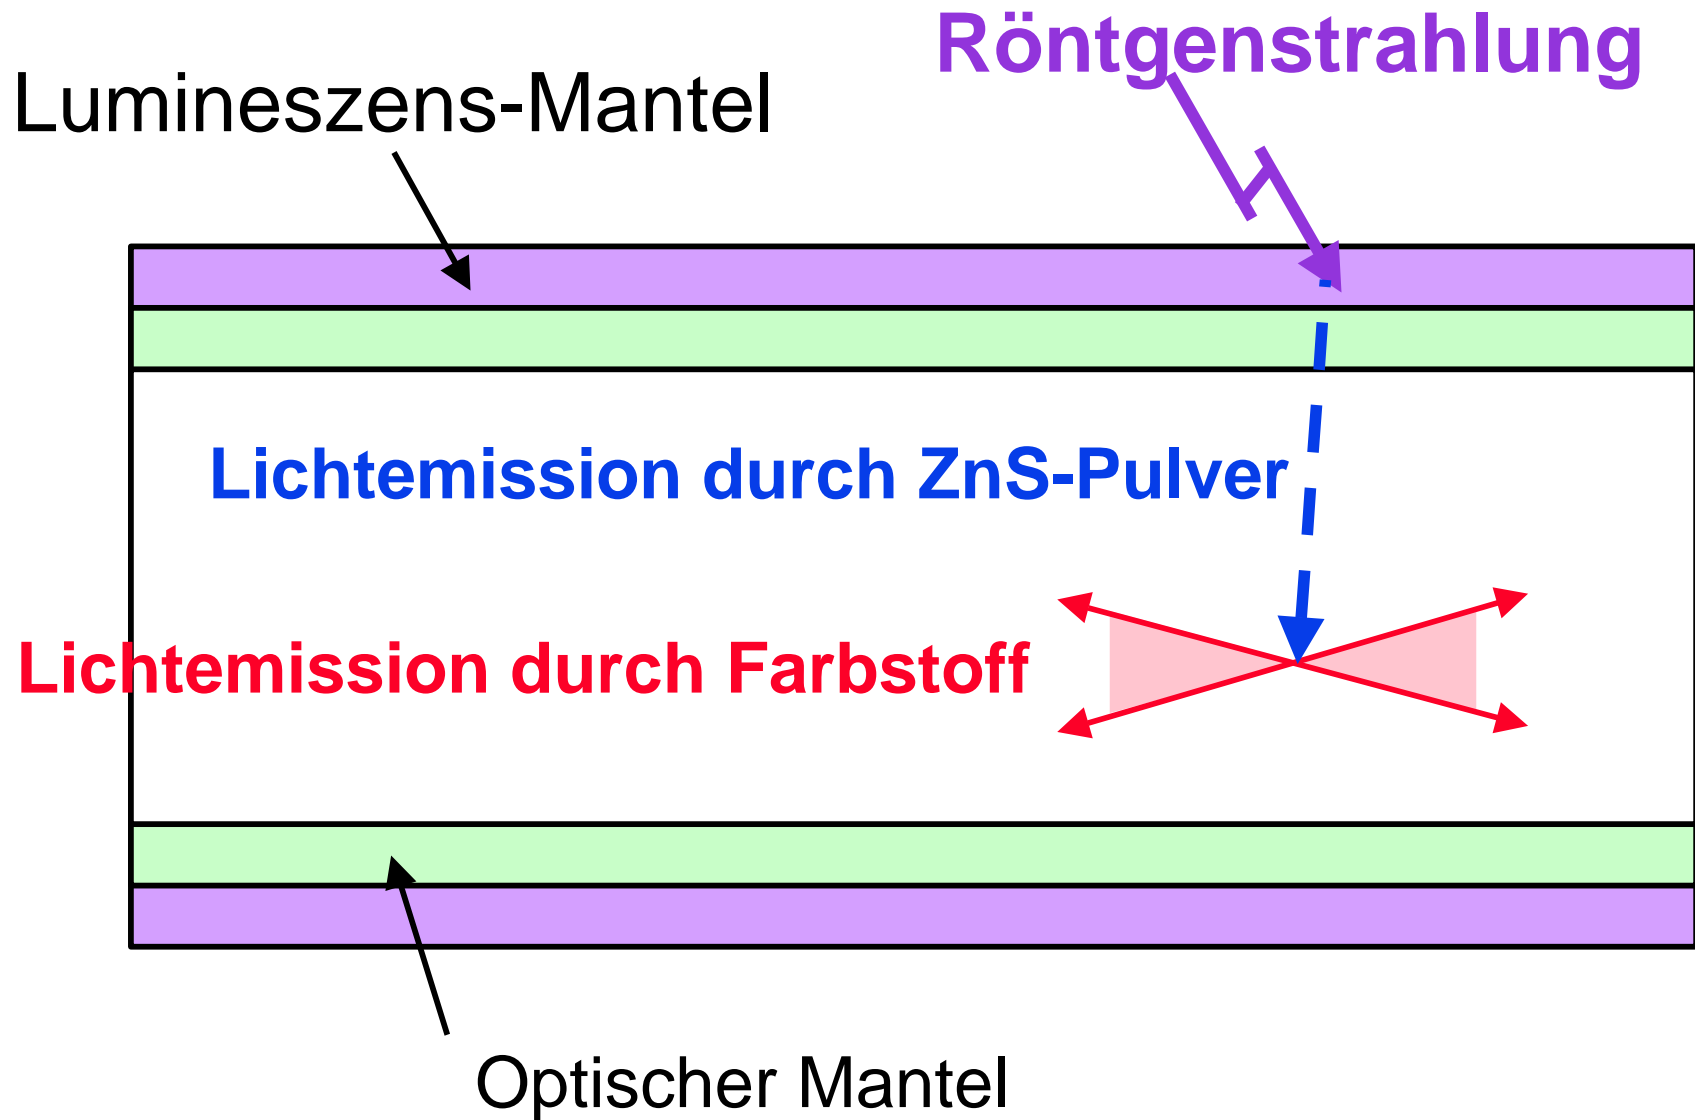 Röntgenstrahlung
Lumineszens-Mantel
Lichtemission durch ZnS-Pulver
Lichtemission durch Farbstoff
Optischer Mantel